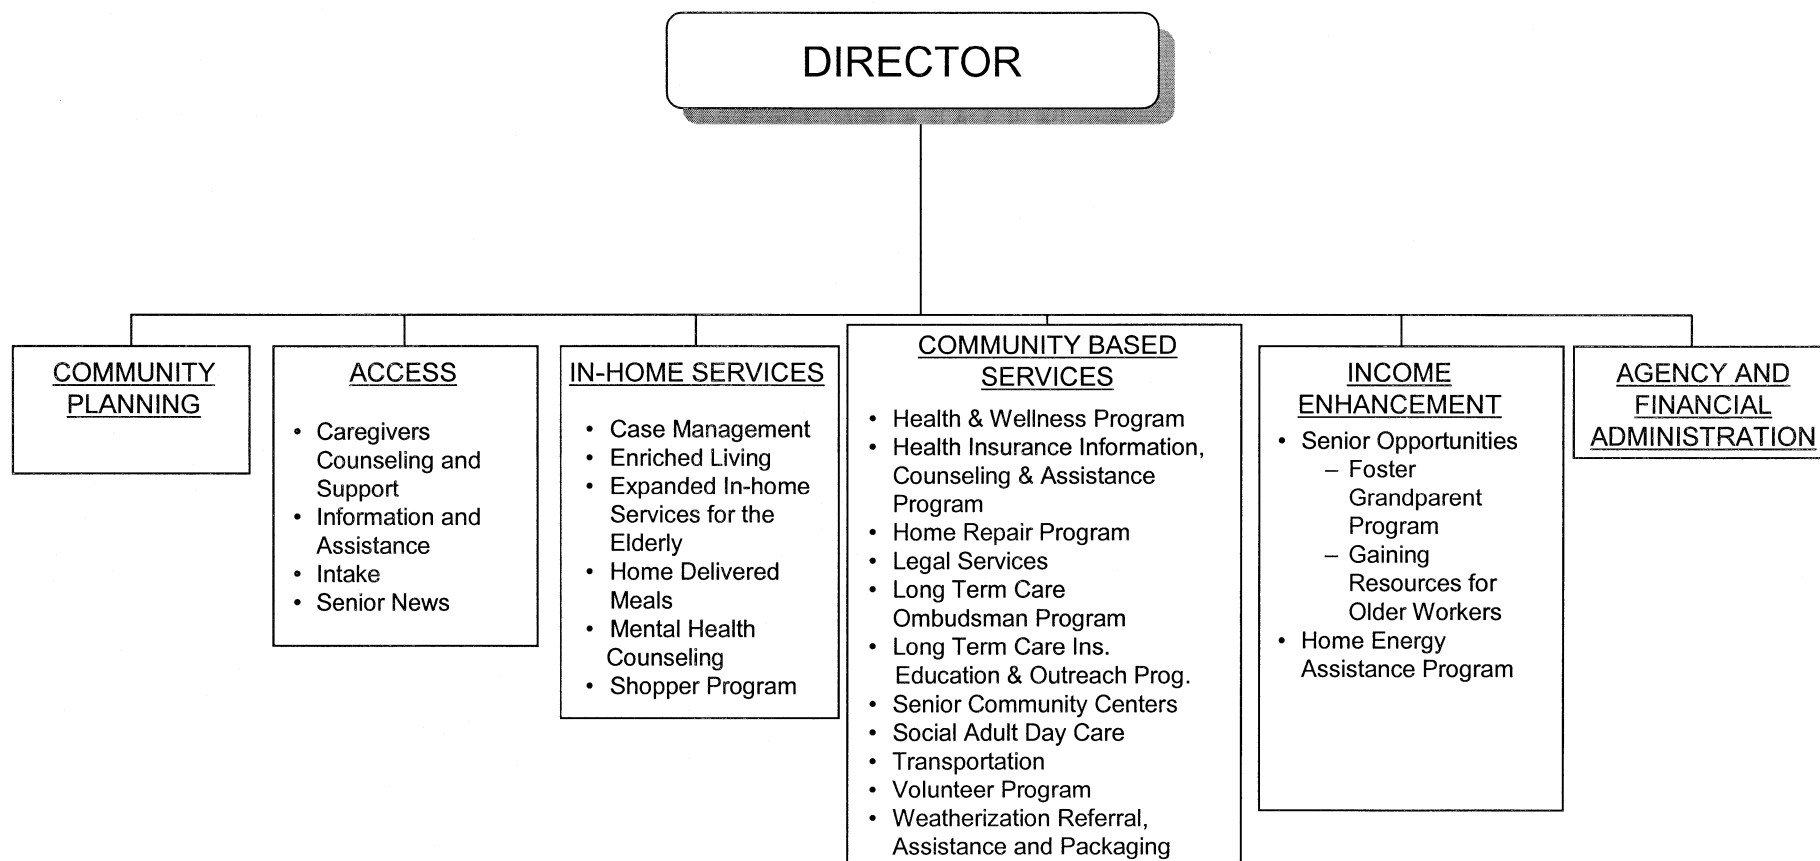 DIRECTOR
COMMUNITY
PLANNING
ACCESS
• Caregivers
Counseling and
Support
• Information and
Assistance
• Intake
• Senior News
IN-HOME SERVICES
• Case Management
• Enriched Living
• Expanded In-home
Services for the
Elderly
• Home Delivered
Meals
• Mental Health
Counseling
• Shopper Program
COMMUNITY BASED
SERVICES
• Health & Wellness Program
• Health Insurance Information,
Counseling & Assistance
Program
• Home Repair Program
• Legal Services
• Long Term Care
Ombudsman Program
• Long Term Care Ins.
Education & Outreach Prog.
• Senior Community Centers
• Social Adult Day Care
• Transportation
• Volunteer Program
• Weatherization Referral,
Assistance and Packaging
INCOME
ENHANCEMENT
• Senior Opportunities
– Foster
Grandparent
Program
– Gaining
Resources for
Older Workers
• Home Energy
Assistance Program
AGENCY AND
FINANCIAL
ADMINISTRATION